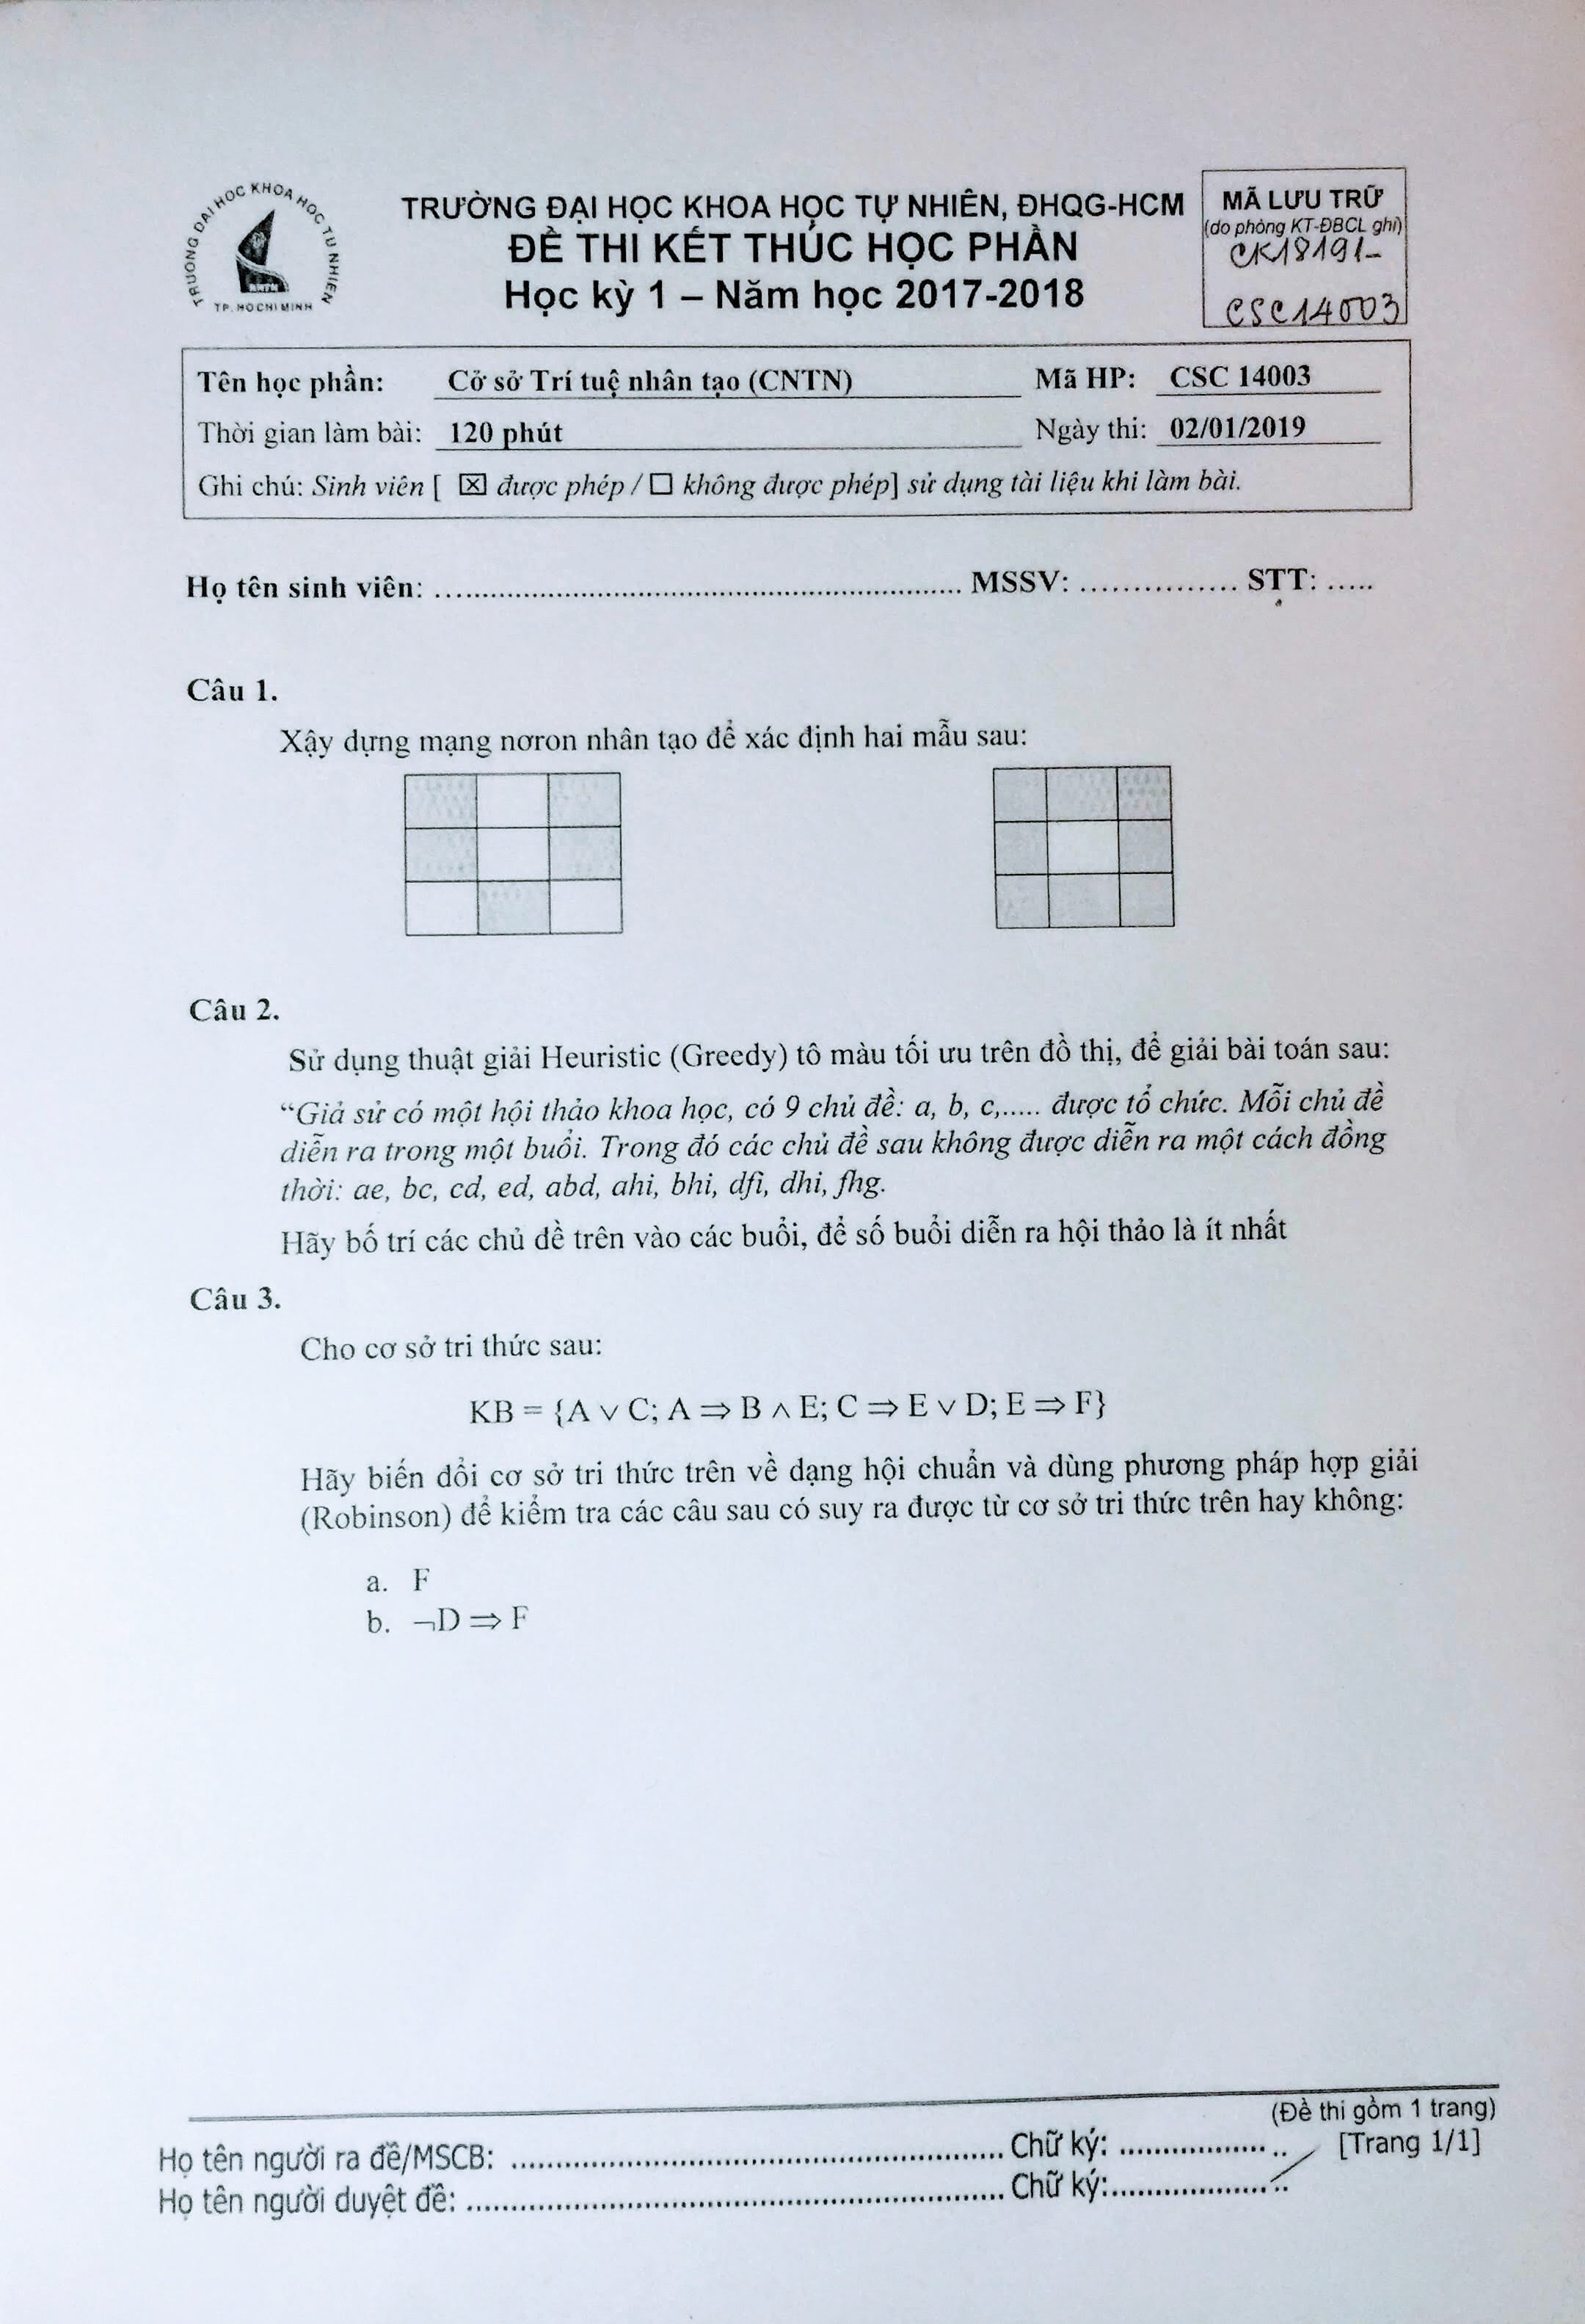 TRƯỜNG ĐẠI HỌC KHOA HỌC TỰ NHIÊN
TP. HỒ CHÍ MINH
TRƯỜNG ĐẠI HỌC KHOA HỌC TỰ NHIÊN, ĐHQG-HCM
ĐỀ THI KẾT THÚC HỌC PHẦN
Học kỳ 1 – Năm học 2017-2018
MÃ LƯU TRỮ
(do phòng KT-ĐBCL ghi)
CK18191-
CSC14003
Tên học phần: Cở sở Trí tuệ nhân tạo (CNTN) Mã HP: CSC 14003
Thời gian làm bài: 120 phút Ngày thi: 02/01/2019
Ghi chú: Sinh viên [ ☒ được phép / ☐ không được phép] sử dụng tài liệu khi làm bài.
Họ tên sinh viên: .................................................................. MSSV: ................ STT: .....
Câu 1.
Xậy dựng mạng nơron nhân tạo để xác định hai mẫu sau:
Câu 2.
Sử dụng thuật giải Heuristic (Greedy) tô màu tối ưu trên đồ thị, để giải bài toán sau:
“Giả sử có một hội thảo khoa học, có 9 chủ đề: a, b, c,..... được tổ chức. Mỗi chủ đề
diễn ra trong một buổi. Trong đó các chủ đề sau không được diễn ra một cách đồng
thời: ae, bc, cd, ed, abd, ahi, bhi, dfi, dhi, fhg.
Hãy bố trí các chủ đề trên vào các buổi, để số buổi diễn ra hội thảo là ít nhất
Câu 3.
Cho cơ sở tri thức sau:
KB = {A ∨ C; A ⇒ B ∧ E; C ⇒ E ∨ D; E ⇒ F}
Hãy biến đổi cơ sở tri thức trên về dạng hội chuẩn và dùng phương pháp hợp giải
(Robinson) để kiểm tra các câu sau có suy ra được từ cơ sở tri thức trên hay không:
a. F
b. ¬D ⇒ F
(Đề thi gồm 1 trang)
Họ tên người ra đề/MSCB: ............................................................ Chữ ký: .................... [Trang 1/1]
Họ tên người duyệt đề: .................................................................. Chữ ký:.....................